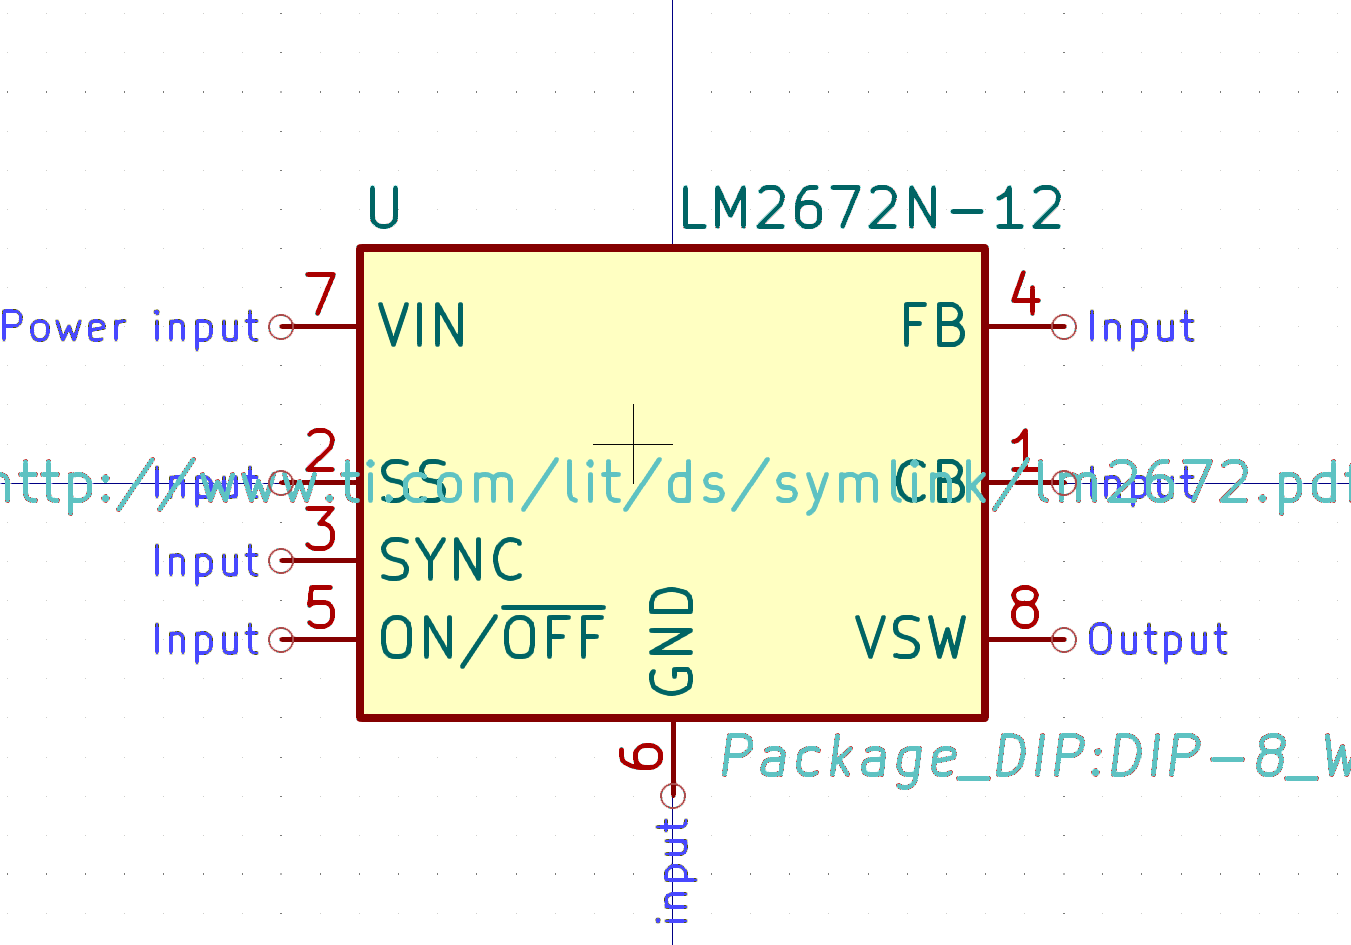 U LM2672N-12
7 4
Power input VIN FB Input
2 1
Input SS CB Input
http://www.ti.com/lit/ds/symlink/lm2672.pdf
3
Input SYNC
5 8
Input ON/OFF VSW Output
GND
6
Package_DIP:DIP-8_W
input